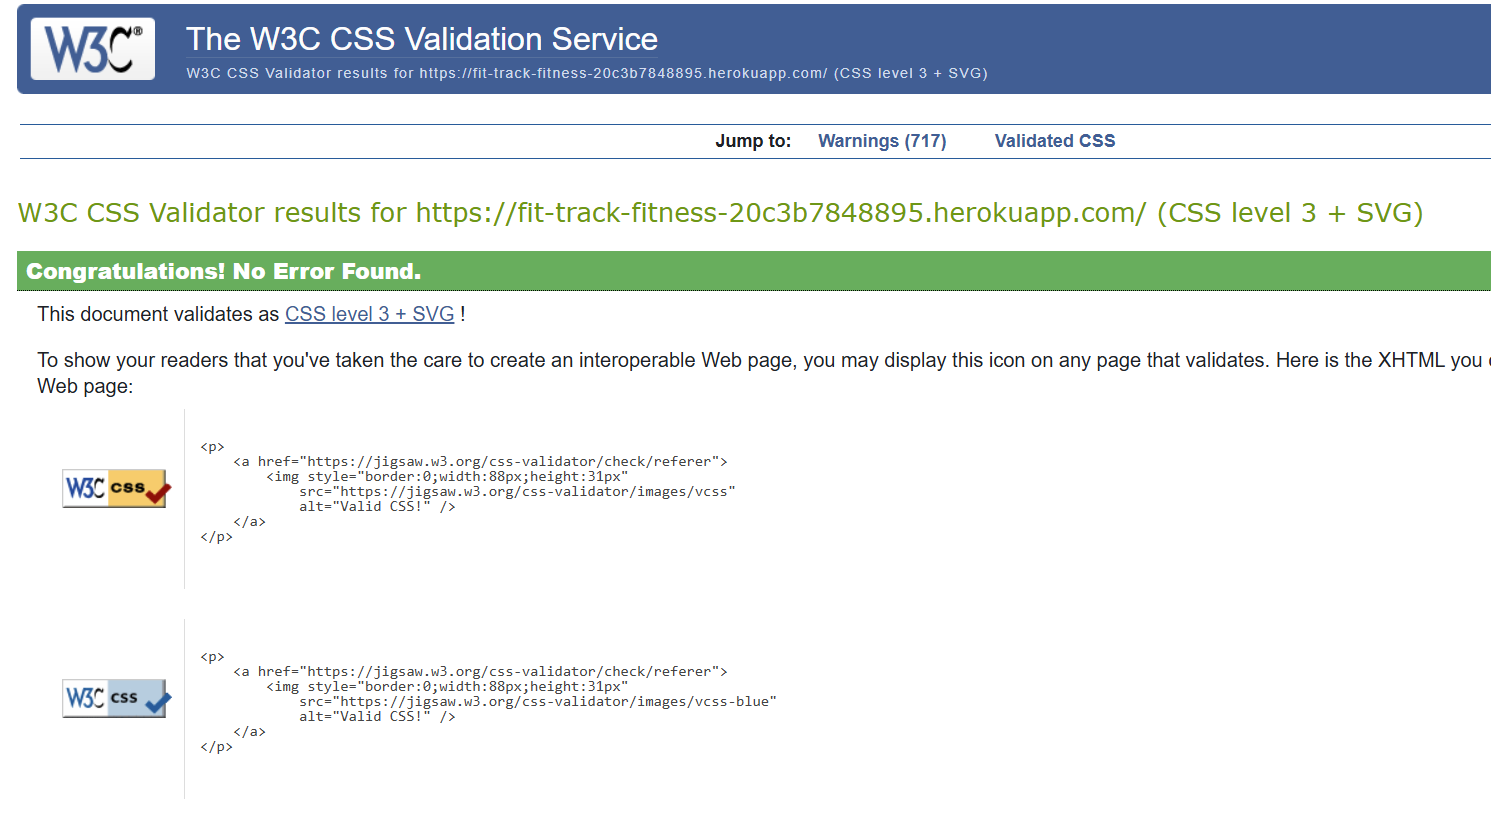 W3C®
The W3C CSS Validation Service
W3C CSS Validator results for https://fit-track-fitness-20c3b7848895.herokuapp.com/ (CSS level 3 + SVG)
Jump to: Warnings (717) Validated CSS
W3C CSS Validator results for https://fit-track-fitness-20c3b7848895.herokuapp.com/ (CSS level 3 + SVG)
Congratulations! No Error Found.
This document validates as CSS level 3 + SVG !
To show your readers that you've taken the care to create an interoperable Web page, you may display this icon on any page that validates. Here is the XHTML you
Web page:
W3C css
<p>
<a href="https://jigsaw.w3.org/css-validator/check/referer">
<img style="border:0;width:88px;height:31px"
src="https://jigsaw.w3.org/css-validator/images/vcss"
alt="Valid CSS!" />
</a>
</p>
W3C css
<p>
<a href="https://jigsaw.w3.org/css-validator/check/referer">
<img style="border:0;width:88px;height:31px"
src="https://jigsaw.w3.org/css-validator/images/vcss-blue"
alt="Valid CSS!" />
</a>
</p>